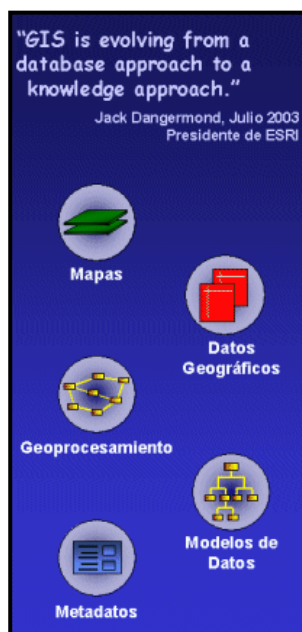 “GIS is evolving from a
database approach to a
knowledge approach.”
Jack Dangermond, Julio 2003
Presidente de ESRI
Mapas
Datos
Geográficos
Geoprocesamiento
Modelos de
Datos
Metadatos